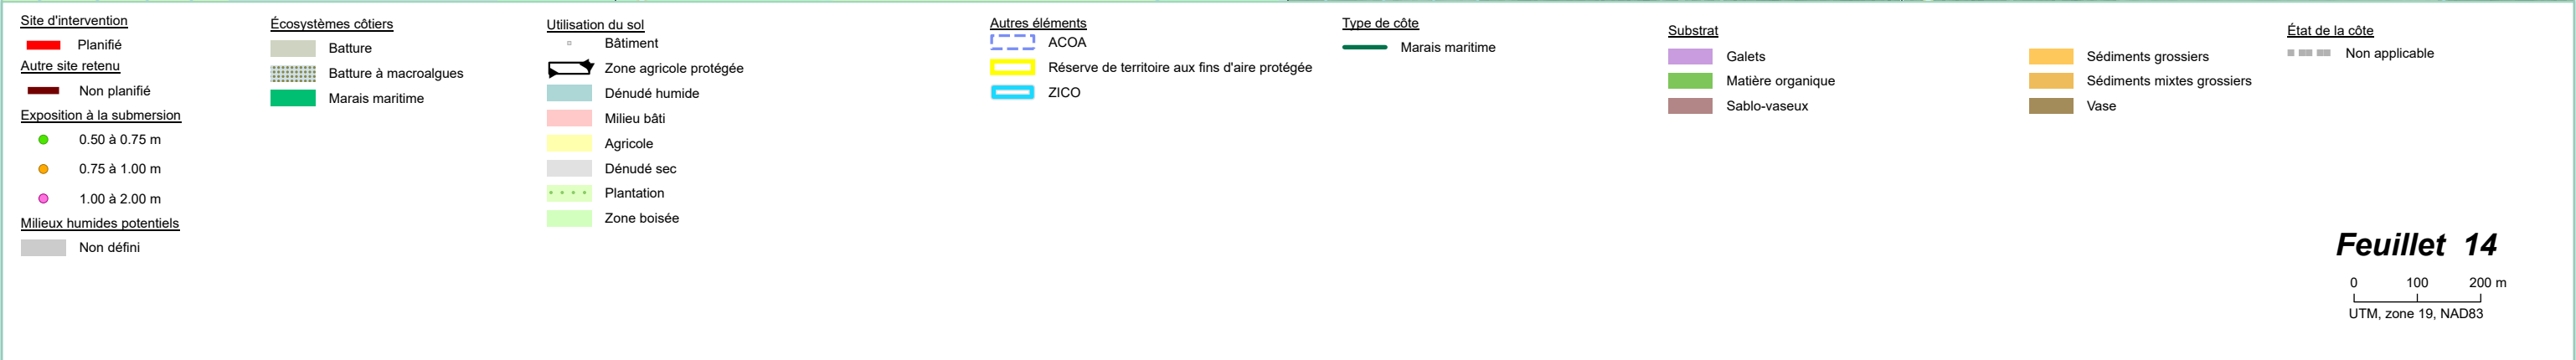 Site d'intervention
Planifié
Autre site retenu
Non planifié
Exposition à la submersion
0.50 à 0.75 m
0.75 à 1.00 m
1.00 à 2.00 m
Milieux humides potentiels
Non défini
Écosystèmes côtiers
Batture
Batture à macroalgues
Marais maritime
Utilisation du sol
Bâtiment
Zone agricole protégée
Dénudé humide
Milieu bâti
Agricole
Dénudé sec
Plantation
Zone boisée
Autres éléments
ACOA
Réserve de territoire aux fins d'aire protégée
ZICO
Type de côte
Marais maritime
Substrat
Galets
Matière organique
Sablo-vaseux
Sédiments grossiers
Sédiments mixtes grossiers
Vase
État de la côte
Non applicable
Feuillet 14
0 100 200 m
UTM, zone 19, NAD83